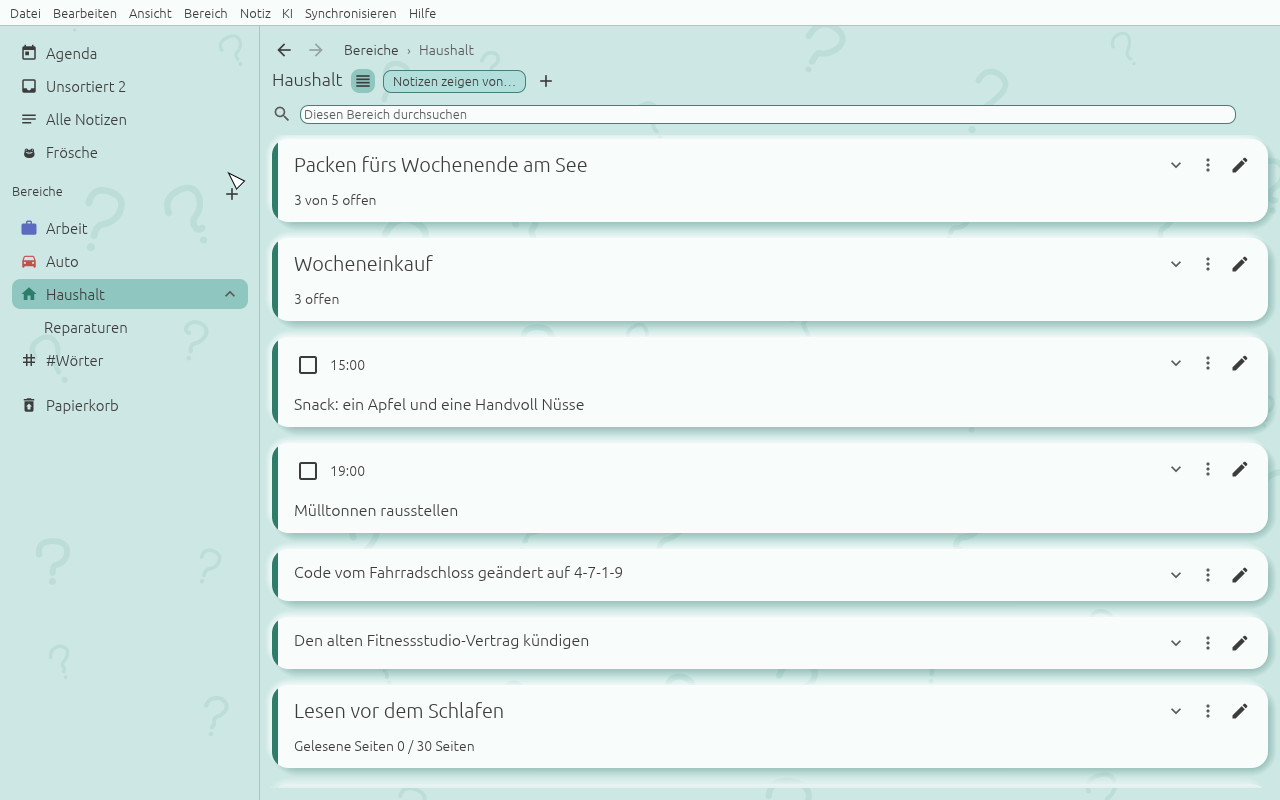 Datei Bearbeiten Ansicht Bereich Notiz KI Synchronisieren Hilfe
Agenda
Unsortiert 2
Alle Notizen
Frösche
Bereiche
Arbeit
Auto
Haushalt
Reparaturen
#Wörter
Papierkorb
Bereiche › Haushalt
Haushalt Notizen zeigen von…
Diesen Bereich durchsuchen
Packen fürs Wochenende am See
3 von 5 offen
Wocheneinkauf
3 offen
15:00
Snack: ein Apfel und eine Handvoll Nüsse
19:00
Mülltonnen rausstellen
Code vom Fahrradschloss geändert auf 4-7-1-9
Den alten Fitnessstudio-Vertrag kündigen
Lesen vor dem Schlafen
Gelesene Seiten 0 / 30 Seiten